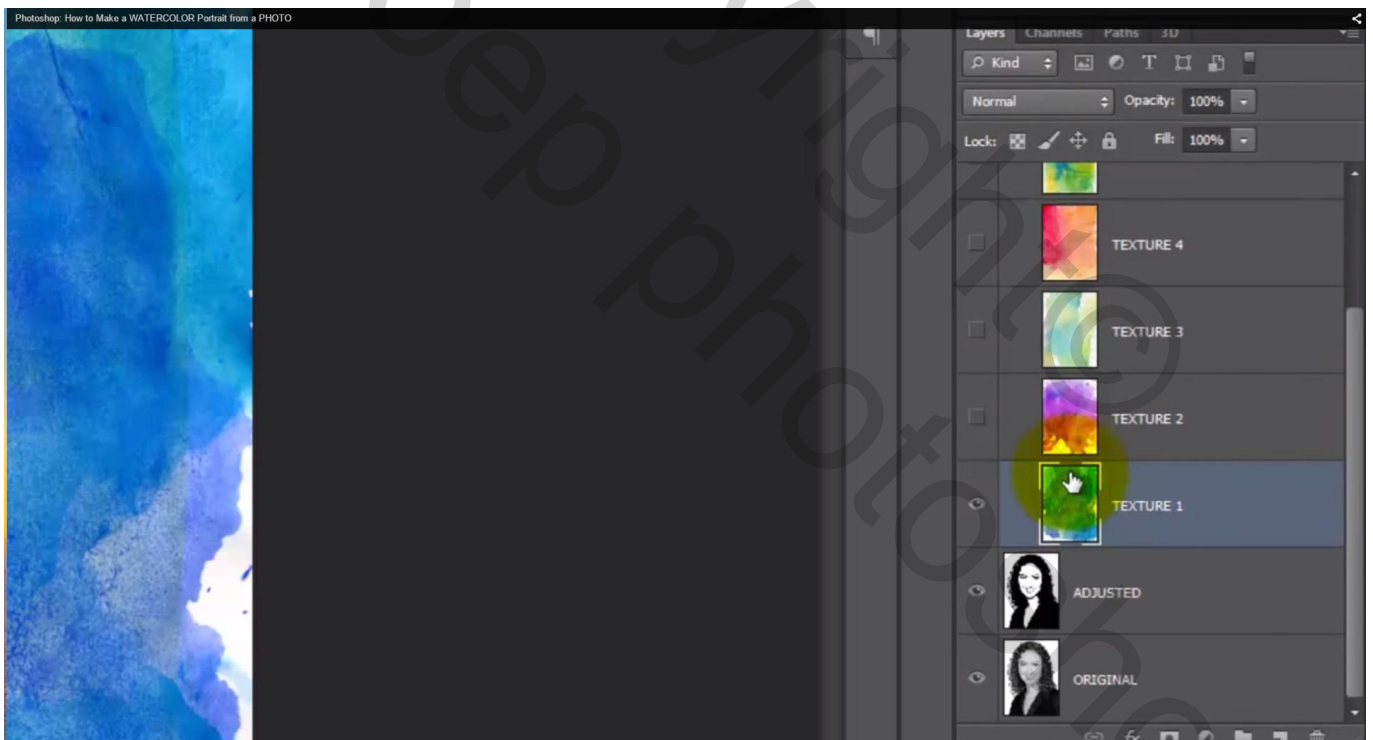 Photoshop: How to Make a WATERCOLOR Portrait from a PHOTO
Layers Channels Paths 3D
Kind T
Normal Opacity: 100%
Lock: Fill: 100%
TEXTURE 4
TEXTURE 3
TEXTURE 2
TEXTURE 1
ADJUSTED
ORIGINAL
fx